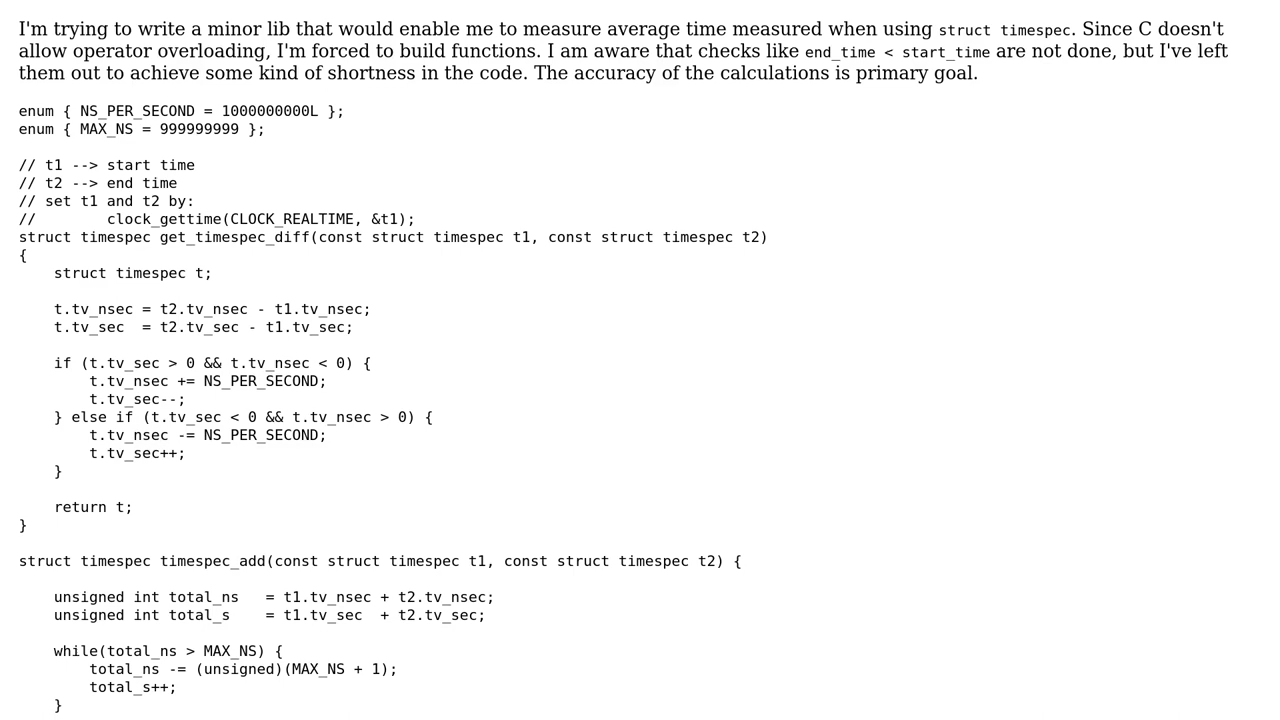 I'm trying to write a minor lib that would enable me to measure average time measured when using struct timespec. Since C doesn't
allow operator overloading, I'm forced to build functions. I am aware that checks like end_time < start_time are not done, but I've left
them out to achieve some kind of shortness in the code. The accuracy of the calculations is primary goal.

enum { NS_PER_SECOND = 1000000000L };
enum { MAX_NS = 999999999 };

// t1 --> start time
// t2 --> end time
// set t1 and t2 by:
//        clock_gettime(CLOCK_REALTIME, &t1);
struct timespec get_timespec_diff(const struct timespec t1, const struct timespec t2)
{
    struct timespec t;

    t.tv_nsec = t2.tv_nsec - t1.tv_nsec;
    t.tv_sec  = t2.tv_sec - t1.tv_sec;

    if (t.tv_sec > 0 && t.tv_nsec < 0) {
        t.tv_nsec += NS_PER_SECOND;
        t.tv_sec--;
    } else if (t.tv_sec < 0 && t.tv_nsec > 0) {
        t.tv_nsec -= NS_PER_SECOND;
        t.tv_sec++;
    }

    return t;
}

struct timespec timespec_add(const struct timespec t1, const struct timespec t2) {

    unsigned int total_ns   = t1.tv_nsec + t2.tv_nsec;
    unsigned int total_s    = t1.tv_sec  + t2.tv_sec;

    while(total_ns > MAX_NS) {
        total_ns -= (unsigned)(MAX_NS + 1);
        total_s++;
    }